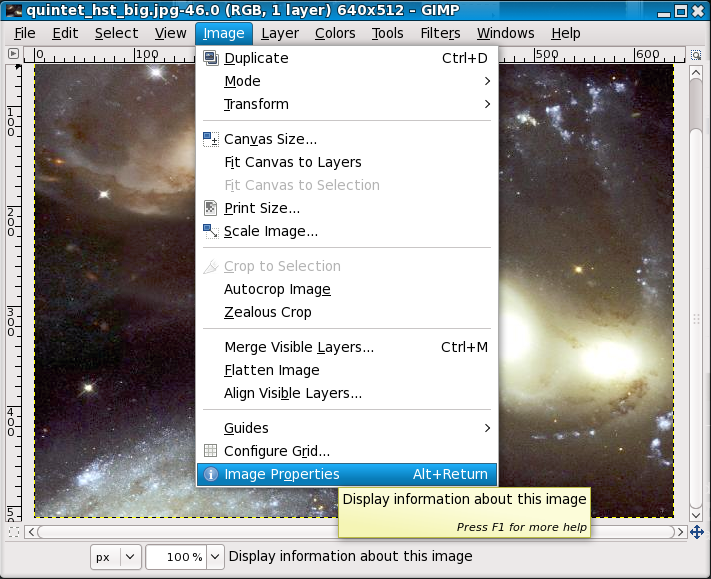 quintet_hst_big.jpg-46.0 (RGB, 1 layer) 640x512 – GIMP
File Edit Select View Image Layer Colors Tools Filters Windows Help
0 100 500 600
Duplicate Ctrl+D
Mode
Transform
100
Canvas Size...
Fit Canvas to Layers
Fit Canvas to Selection
200
Print Size...
Scale Image...
Crop to Selection
Autocrop Image
300
Zealous Crop
Merge Visible Layers... Ctrl+M
Flatten Image
Align Visible Layers...
400
Guides
Configure Grid...
Image Properties Alt+Return
Display information about this image
5
Press F1 for more help
px 100 % Display information about this image